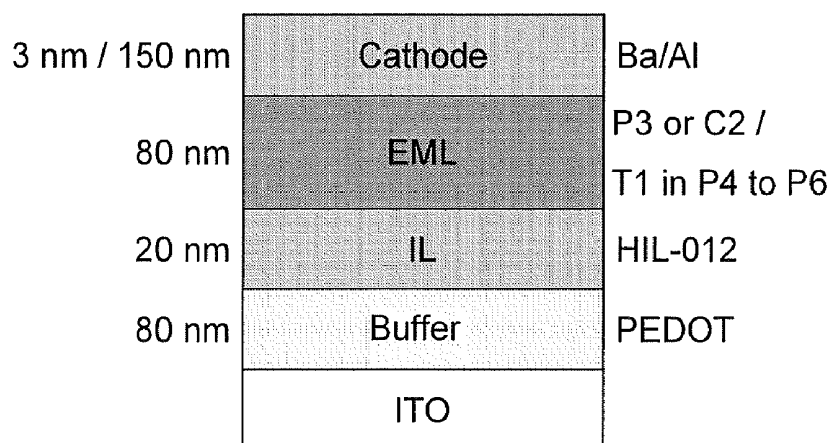 3 nm / 150 nm Cathode Ba/Al
80 nm EML P3 or C2 /
T1 in P4 to P6
20 nm IL HIL-012
80 nm Buffer PEDOT
ITO